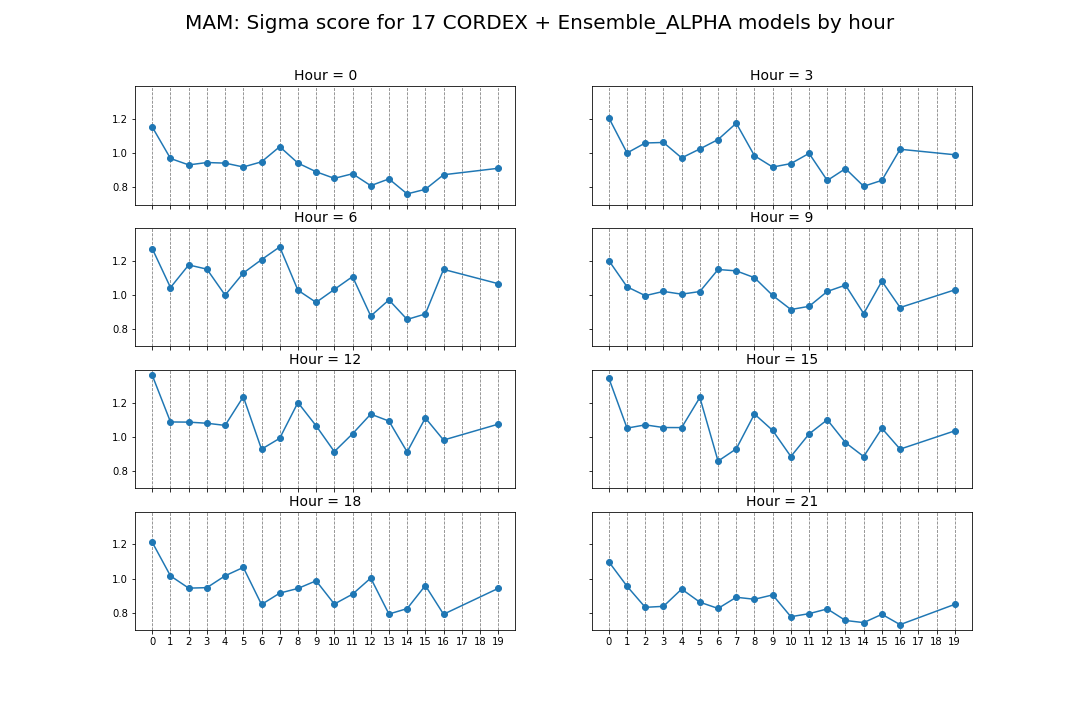 MAM: Sigma score for 17 CORDEX + Ensemble_ALPHA models by hour
Hour = 0
Hour = 3
1.2
1.0
0.8
Hour = 6
Hour = 9
1.2
1.0
0.8
Hour = 12
Hour = 15
1.2
1.0
0.8
Hour = 18
Hour = 21
1.2
1.0
0.8
0 1 2 3 4 5 6 7 8 9 10 11 12 13 14 15 16 17 18 19
0 1 2 3 4 5 6 7 8 9 10 11 12 13 14 15 16 17 18 19